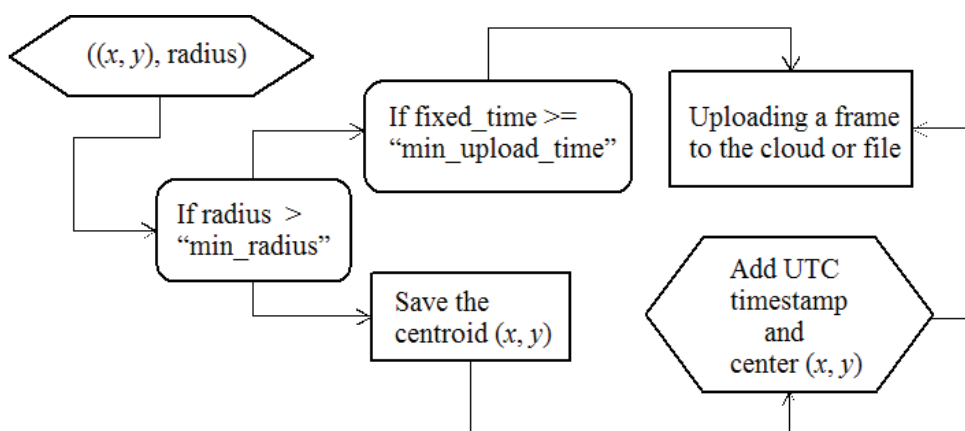 ((x, y), radius)
If fixed_time >=
“min_upload_time”
Uploading a frame
to the cloud or file
If radius >
“min_radius”
Save the
centroid (x, y)
Add UTC
timestamp
and
center (x, y)